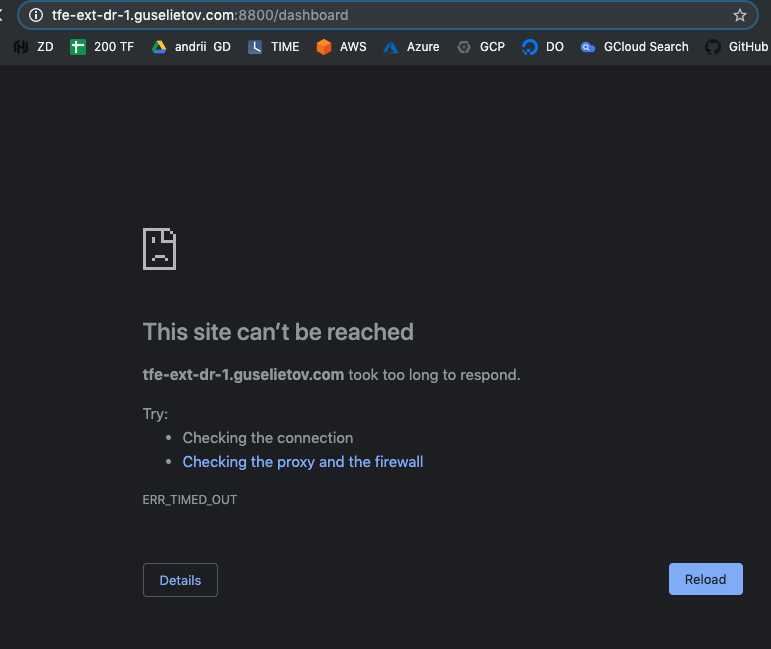 tfe-ext-dr-1.guselietov.com:8800/dashboard
ZD 200 TF andrii GD TIME AWS Azure GCP DO GCloud Search GitHub
This site can’t be reached
tfe-ext-dr-1.guselietov.com took too long to respond.
Try:
• Checking the connection
• Checking the proxy and the firewall
ERR_TIMED_OUT
Details Reload